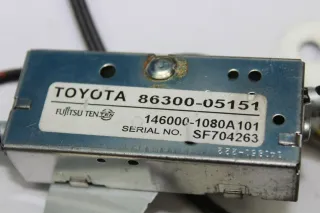 TOYOTA 86300-05151
FUJITSU TEN 146000-1080A101
SERIAL NO. SF704263